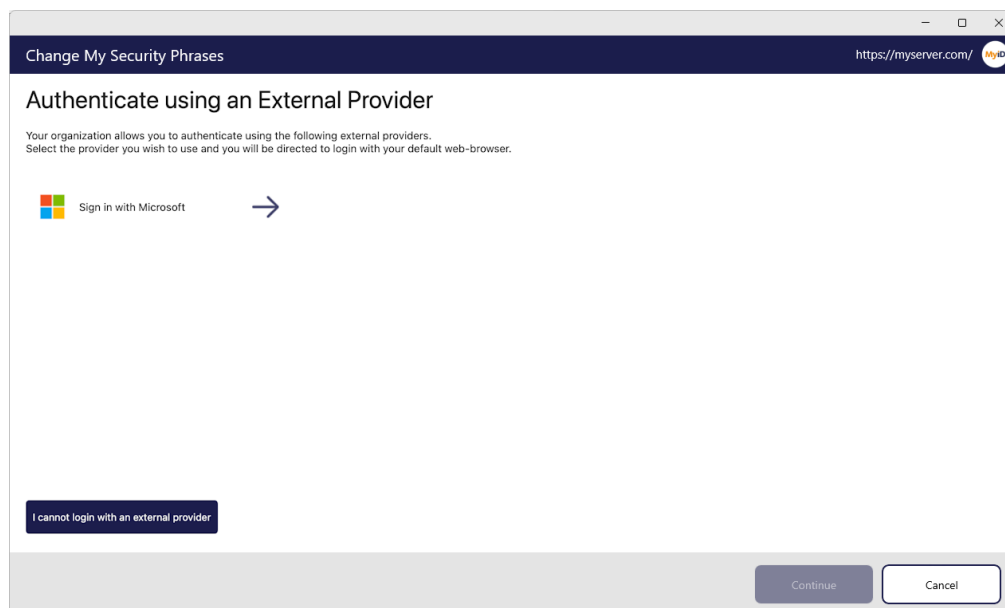 Change My Security Phrases
https://myserver.com/
MyID
Authenticate using an External Provider
Your organization allows you to authenticate using the following external providers.
Select the provider you wish to use and you will be directed to login with your default web-browser.
Sign in with Microsoft
I cannot login with an external provider
Continue
Cancel